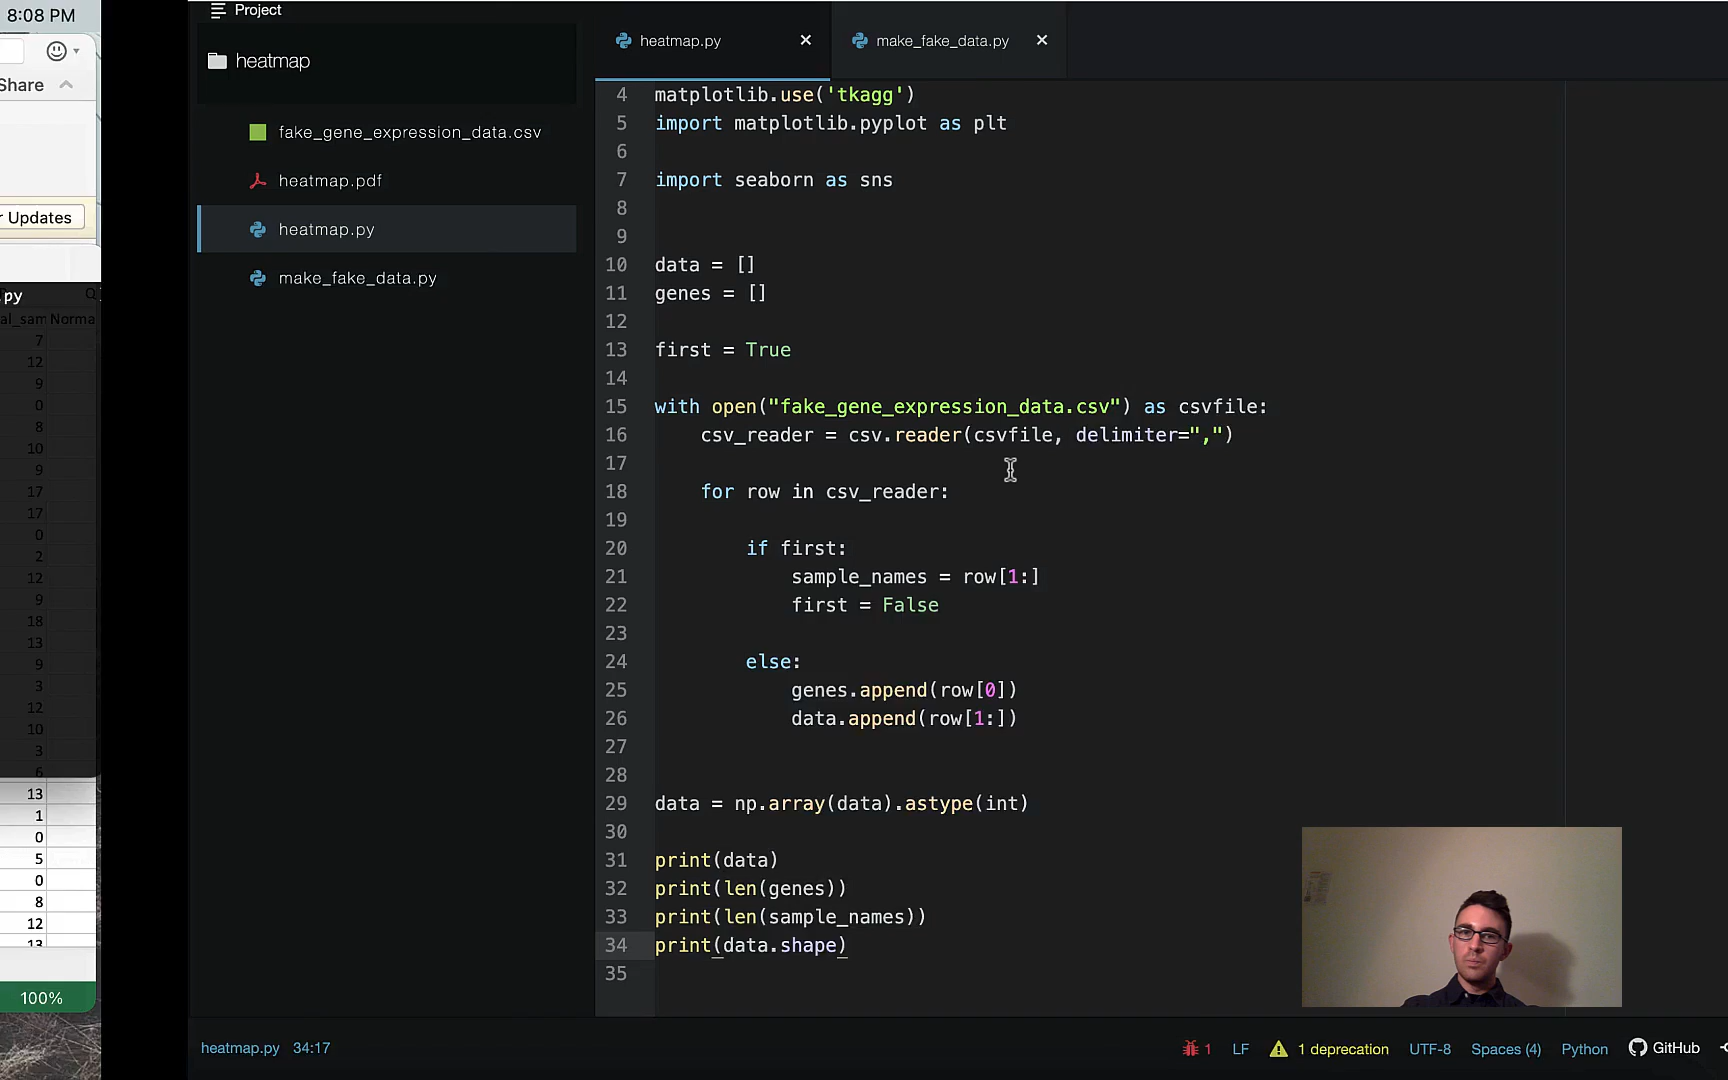 8:08 PM
Share
r Updates
.py
al_sam Norma
7
12
9
0
8
10
9
17
17
0
2
12
9
18
13
9
3
12
10
3
6
13
1
0
5
0
8
12
13
100%
Project
heatmap
fake_gene_expression_data.csv
heatmap.pdf
heatmap.py
make_fake_data.py
heatmap.py
make_fake_data.py
4 matplotlib.use('tkagg')
5 import matplotlib.pyplot as plt
6
7 import seaborn as sns
8
9
10 data = []
11 genes = []
12
13 first = True
14
15 with open("fake_gene_expression_data.csv") as csvfile:
16     csv_reader = csv.reader(csvfile, delimiter=",")
17
18     for row in csv_reader:
19
20         if first:
21             sample_names = row[1:]
22             first = False
23
24         else:
25             genes.append(row[0])
26             data.append(row[1:])
27
28
29 data = np.array(data).astype(int)
30
31 print(data)
32 print(len(genes))
33 print(len(sample_names))
34 print(data.shape)
35
heatmap.py 34:17
1 LF 1 deprecation UTF-8 Spaces (4) Python GitHub